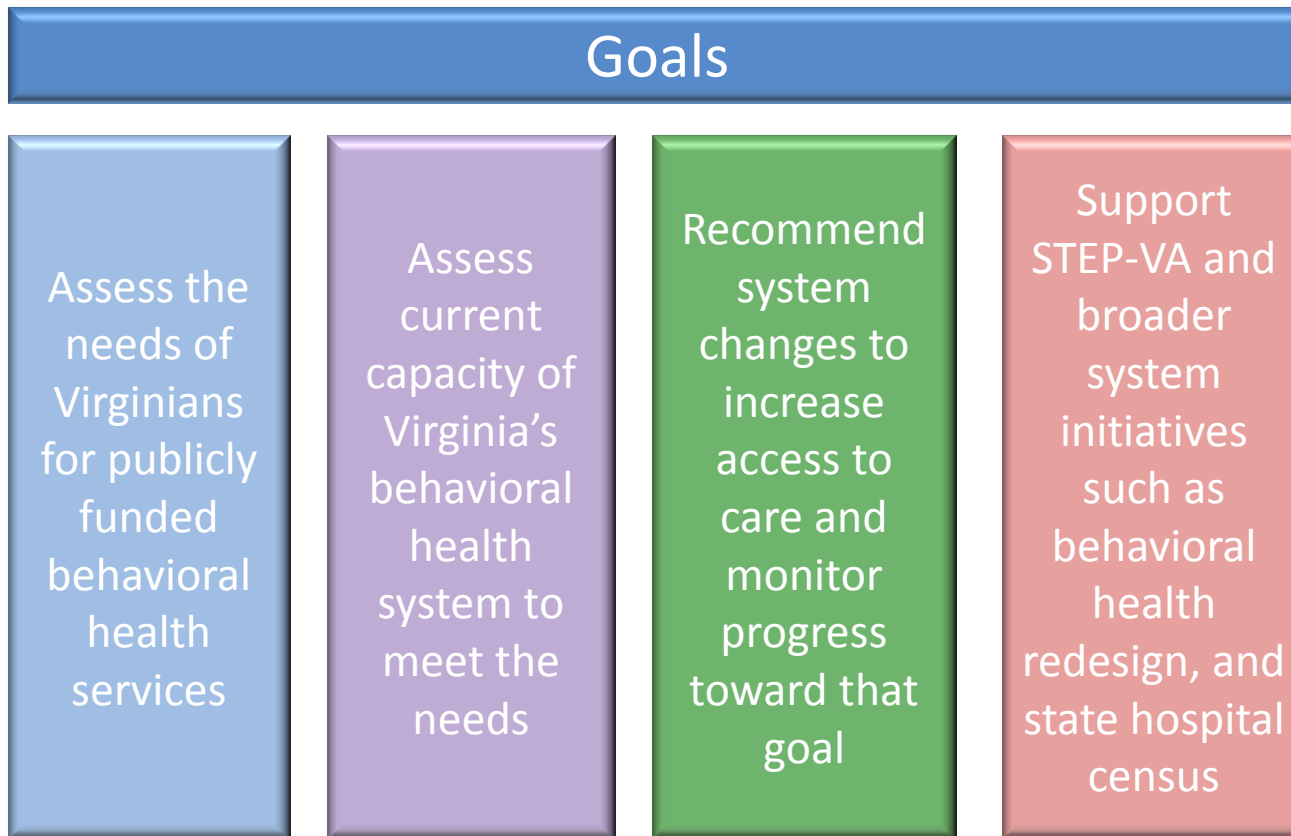 Goals
Assess the
needs of
Virginians
for publicly
funded
behavioral
health
services
Assess
current
capacity of
Virginia’s
behavioral
health
system to
meet the
needs
Recommend
system
changes to
increase
access to
care and
monitor
progress
toward that
goal
Support
STEP-VA and
broader
system
initiatives
such as
behavioral
health
redesign, and
state hospital
census